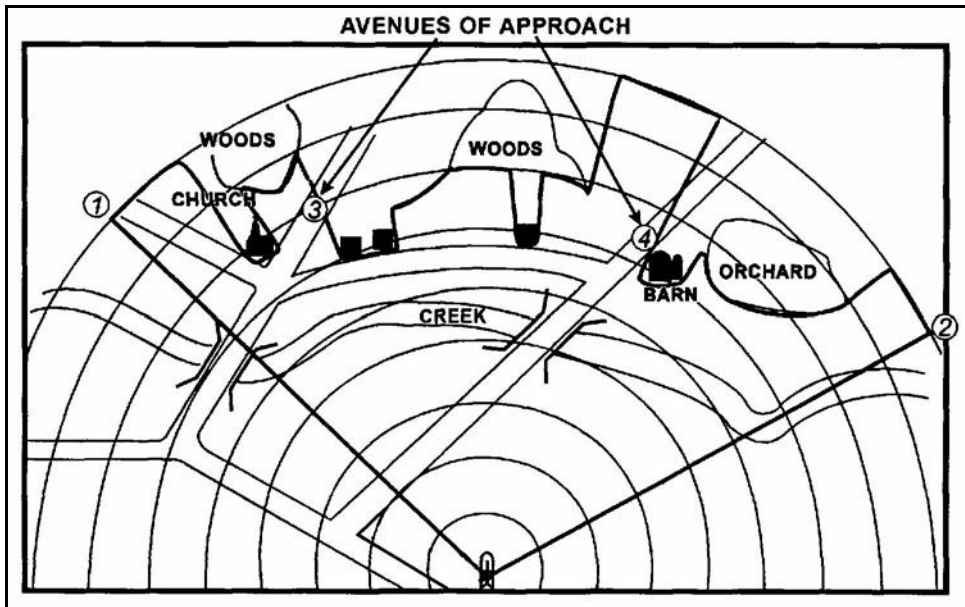 AVENUES OF APPROACH
WOODS
WOODS
CHURCH
1
3
4
ORCHARD
BARN
CREEK
2